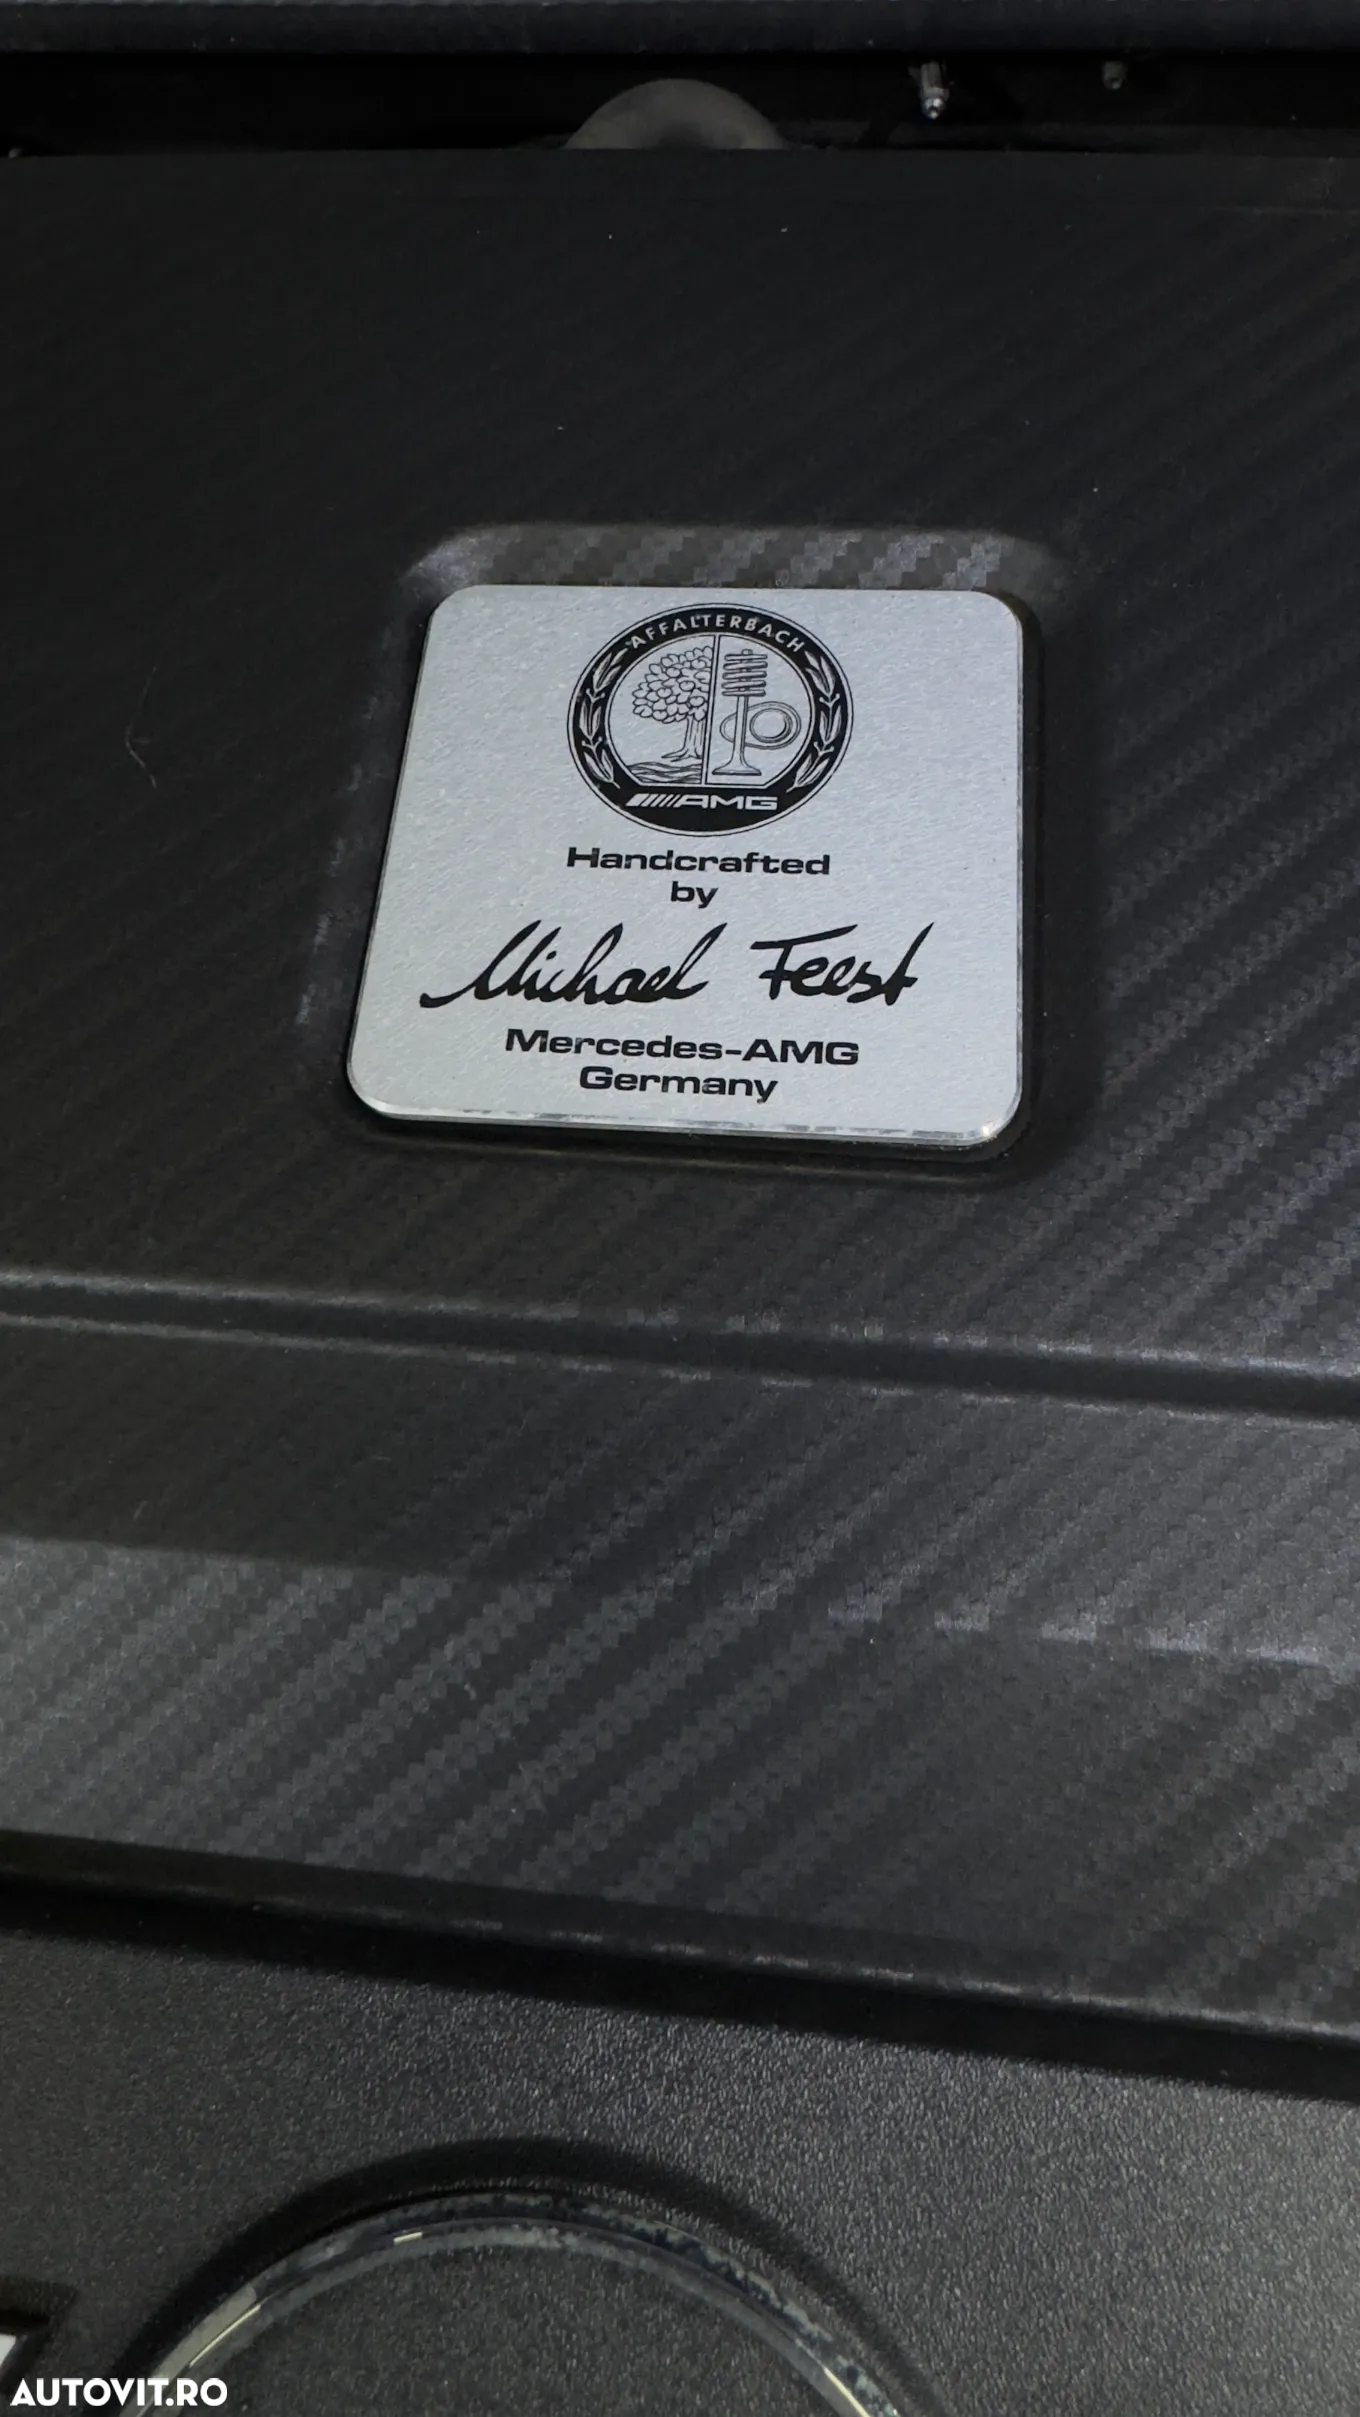 AFFALTERBACH
AMG
Handcrafted
by
Michael Feest
Mercedes-AMG
Germany
AUTOVIT.RO